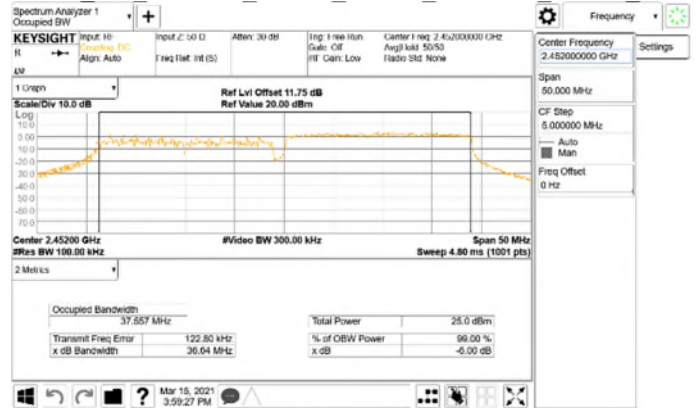 Spectrum Analyzer 1
Occupied BW
Frequency
KEYSIGHT
Input: RF
Coupling: DC
Align: Auto
Input Z: 50 Ω
Freq Ref: Int (S)
Atten: 30 dB
Trig: Free Run
Gate: Off
#IF Gain: Low
Center Freq: 2.452000000 GHz
Avg|Hold: 50/50
Radio Std: None
Center Frequency
2.452000000 GHz
Settings
Span
50.000 MHz
CF Step
5.000000 MHz
Auto
Man
Freq Offset
0 Hz
1 Graph
Scale/Div 10.0 dB
Ref Lvl Offset 11.75 dB
Ref Value 20.00 dBm
Log
10.0
0.00
-10.0
-20.0
-30.0
-40.0
-50.0
-60.0
-70.0
Center 2.45200 GHz
#Video BW 300.00 kHz
Span 50 MHz
#Res BW 100.00 kHz
Sweep 4.80 ms (1001 pts)
2 Metrics
Occupied Bandwidth
37.557 MHz
Transmit Freq Error 122.80 kHz
x dB Bandwidth 36.64 MHz
Total Power 25.0 dBm
% of OBW Power 99.00 %
x dB -6.00 dB
?
Mar 15, 2021
3:59:27 PM